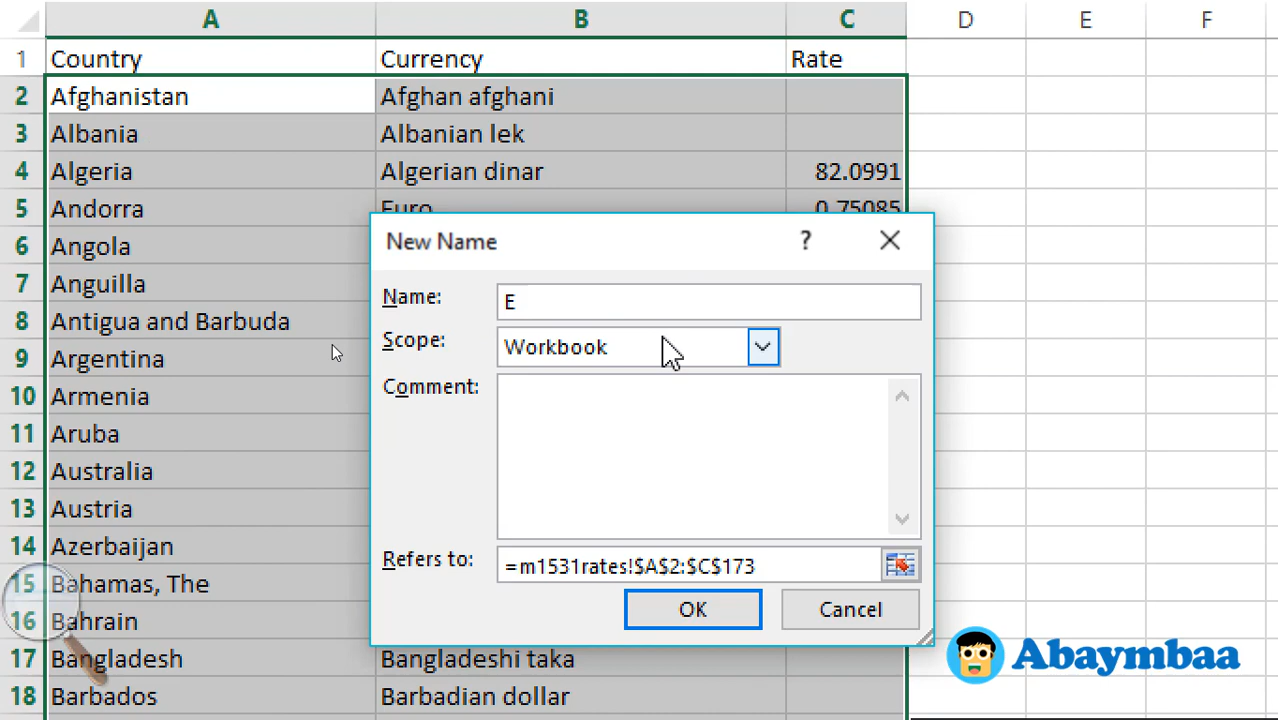 A B C D E F
1 Country Currency Rate
2 Afghanistan Afghan afghani
3 Albania Albanian lek
4 Algeria Algerian dinar 82.0991
5 Andorra Euro 0.75085
6 Angola
7 Anguilla
8 Antigua and Barbuda
9 Argentina
10 Armenia
11 Aruba
12 Australia
13 Austria
14 Azerbaijan
15 Bahamas, The
16 Bahrain
17 Bangladesh Bangladeshi taka
18 Barbados Barbadian dollar
New Name ?
Name: E
Scope: Workbook
Comment:
Refers to: =m1531rates!$A$2:$C$173
OK Cancel
Abaymbaa